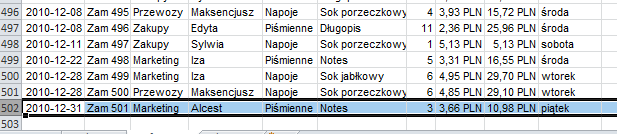 496 2010-12-08 Zam 495 Przewozy Maksencjusz Napoje Sok porzeczkowy 4 3,93 PLN 15,72 PLN środa
497 2010-12-08 Zam 496 Zakupy Edyta Piśmienne Długopis 11 2,36 PLN 25,96 PLN środa
498 2010-12-11 Zam 497 Zakupy Sylwia Napoje Sok porzeczkowy 1 5,13 PLN 5,13 PLN sobota
499 2010-12-22 Zam 498 Marketing Iza Piśmienne Notes 5 3,31 PLN 16,55 PLN środa
500 2010-12-28 Zam 499 Marketing Iza Napoje Sok jabłkowy 6 4,95 PLN 29,70 PLN wtorek
501 2010-12-28 Zam 500 Przewozy Maksencjusz Napoje Sok porzeczkowy 6 4,85 PLN 29,10 PLN wtorek
502 2010-12-31 Zam 501 Marketing Alcest Piśmienne Notes 3 3,66 PLN 10,98 PLN piątek
503